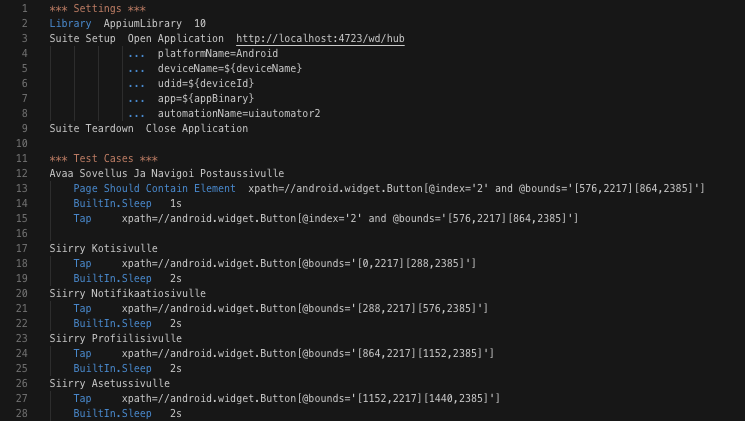 1 *** Settings ***
2 Library  AppiumLibrary  10
3 Suite Setup  Open Application  http://localhost:4723/wd/hub
4 ...  platformName=Android
5 ...  deviceName=${deviceName}
6 ...  udid=${deviceId}
7 ...  app=${appBinary}
8 ...  automationName=uiautomator2
9 Suite Teardown  Close Application
10
11 *** Test Cases ***
12 Avaa Sovellus Ja Navigoi Postaussivulle
13 Page Should Contain Element  xpath=//android.widget.Button[@index='2' and @bounds='[576,2217][864,2385]']
14 BuiltIn.Sleep   1s
15 Tap     xpath=//android.widget.Button[@index='2' and @bounds='[576,2217][864,2385]']
16
17 Siirry Kotisivulle
18 Tap     xpath=//android.widget.Button[@bounds='[0,2217][288,2385]']
19 BuiltIn.Sleep   2s
20 Siirry Notifikaatiosivulle
21 Tap     xpath=//android.widget.Button[@bounds='[288,2217][576,2385]']
22 BuiltIn.Sleep   2s
23 Siirry Profiilisivulle
24 Tap     xpath=//android.widget.Button[@bounds='[864,2217][1152,2385]']
25 BuiltIn.Sleep   2s
26 Siirry Asetussivulle
27 Tap     xpath=//android.widget.Button[@bounds='[1152,2217][1440,2385]']
28 BuiltIn.Sleep   2s